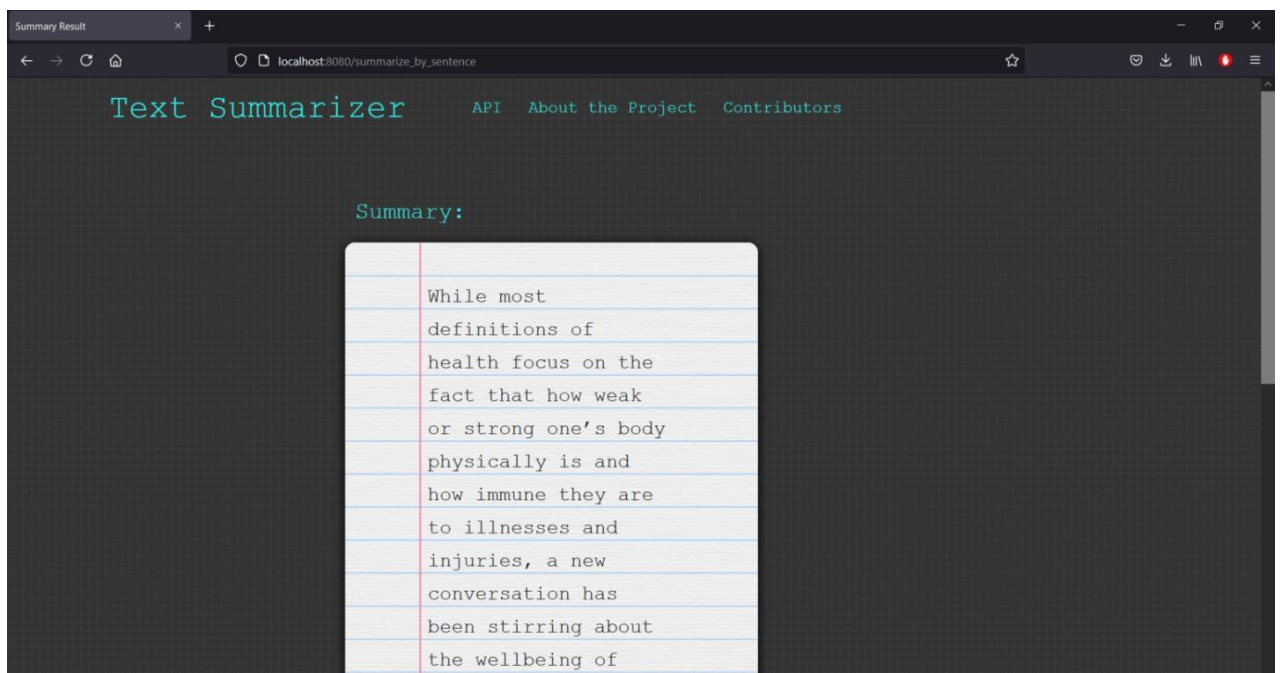 Summary Result
localhost:8080/summarize_by_sentence
Text Summarizer API About the Project Contributors
Summary:
While most
definitions of
health focus on the
fact that how weak
or strong one’s body
physically is and
how immune they are
to illnesses and
injuries, a new
conversation has
been stirring about
the wellbeing of